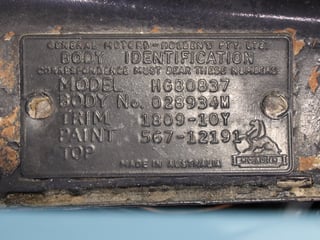 GENERAL MOTORS-HOLDEN'S PTY. LTD.
BODY IDENTIFICATION
CORRESPONDENCE MUST BEAR THESE NUMBERS
MODEL HG80837
BODY No. 028934M
TRIM 1809-10Y
PAINT 567-12191
TOP
HOLDEN
MADE IN AUSTRALIA